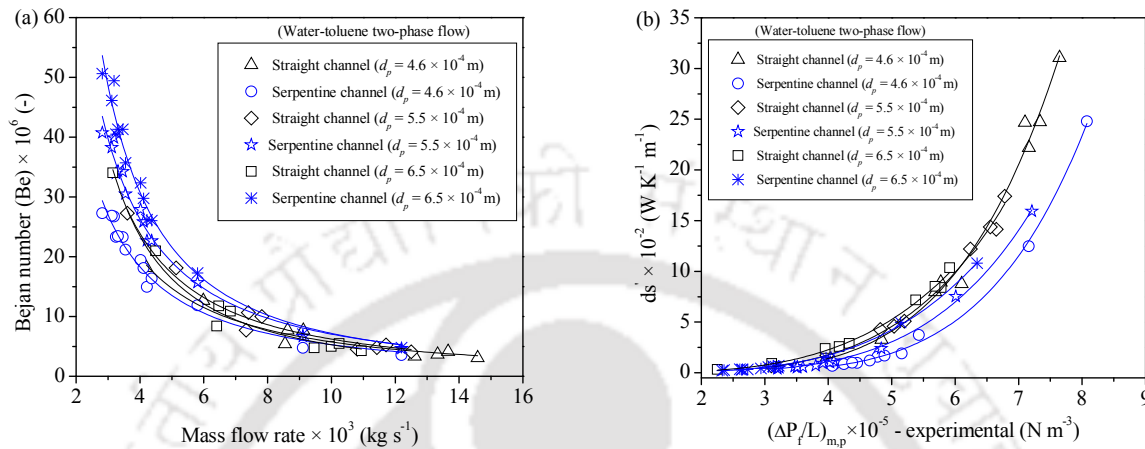 (a)
(Water-toluene two-phase flow)
Straight channel (dp = 4.6 × 10⁻⁴ m)
Serpentine channel (dp = 4.6 × 10⁻⁴ m)
Straight channel (dp = 5.5 × 10⁻⁴ m)
Serpentine channel (dp = 5.5 × 10⁻⁴ m)
Straight channel (dp = 6.5 × 10⁻⁴ m)
Serpentine channel (dp = 6.5 × 10⁻⁴ m)
Bejan number (Be) × 10⁶ (-)
60
50
40
30
20
10
0
2 4 6 8 10 12 14 16
Mass flow rate × 10³ (kg s⁻¹)
(b)
(Water-toluene two-phase flow)
Straight channel (dp = 4.6 × 10⁻⁴ m)
Serpentine channel (dp = 4.6 × 10⁻⁴ m)
Straight channel (dp = 5.5 × 10⁻⁴ m)
Serpentine channel (dp = 5.5 × 10⁻⁴ m)
Straight channel (dp = 6.5 × 10⁻⁴ m)
Serpentine channel (dp = 6.5 × 10⁻⁴ m)
ds' × 10⁻² (W K⁻¹ m⁻¹)
35
30
25
20
15
10
5
0
2 3 4 5 6 7 8 9
(ΔPf/L)m,p ×10⁻⁵ - experimental (N m⁻³)